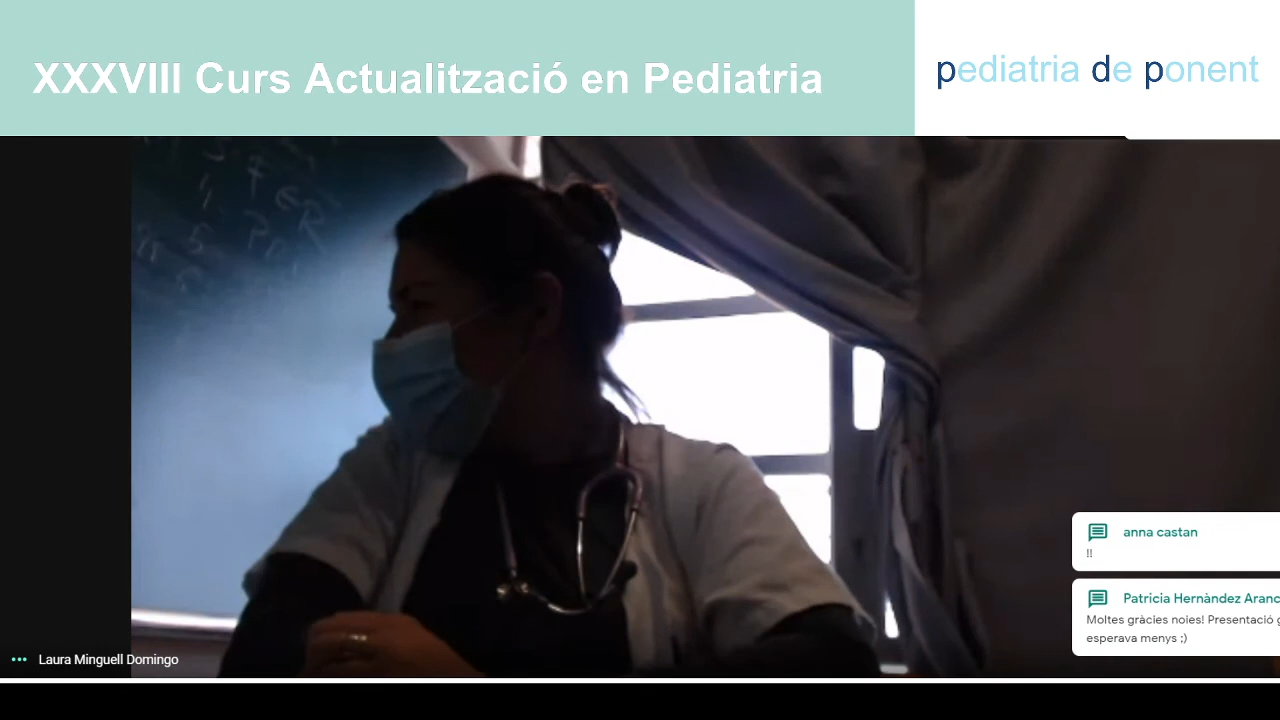 XXXVIII Curs Actualització en Pediatria
pediatria de ponent
anna castan
!!
Patricia Hernàndez Aranc
Moltes gràcies noies! Presentació g
esperava menys ;)
Laura Minguell Domingo